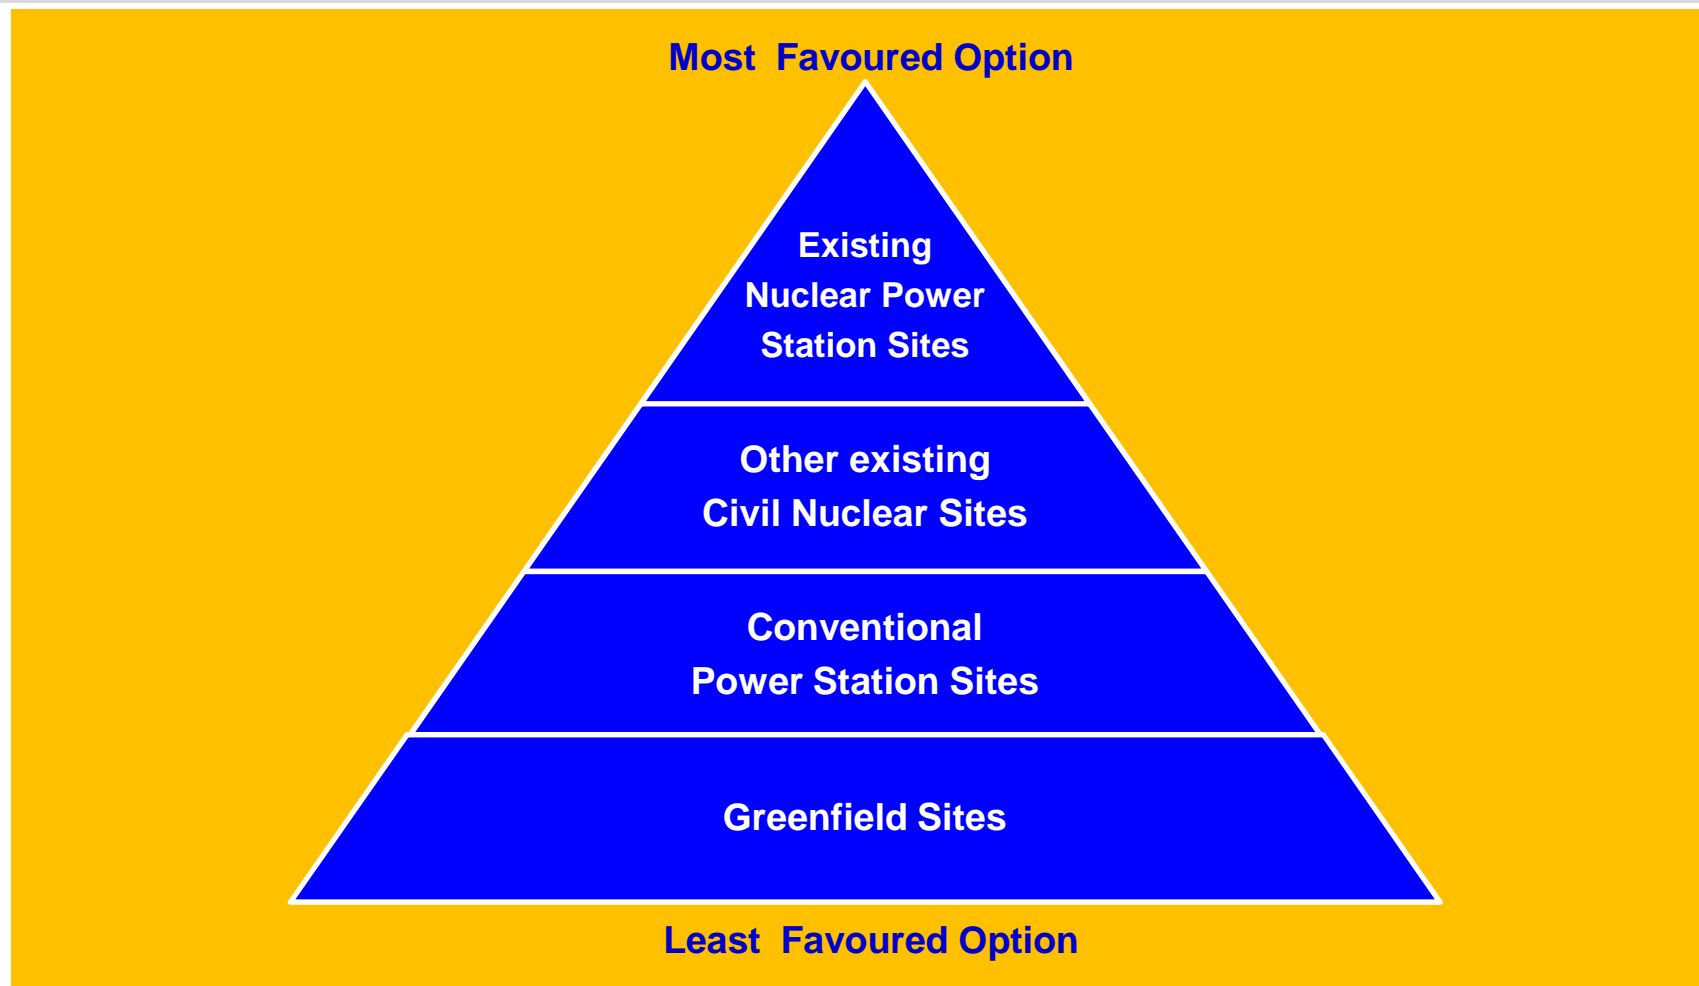 Most  Favoured Option
Existing
Nuclear Power
Station Sites
Other existing
Civil Nuclear Sites
Conventional
Power Station Sites
Greenfield Sites
Least  Favoured Option